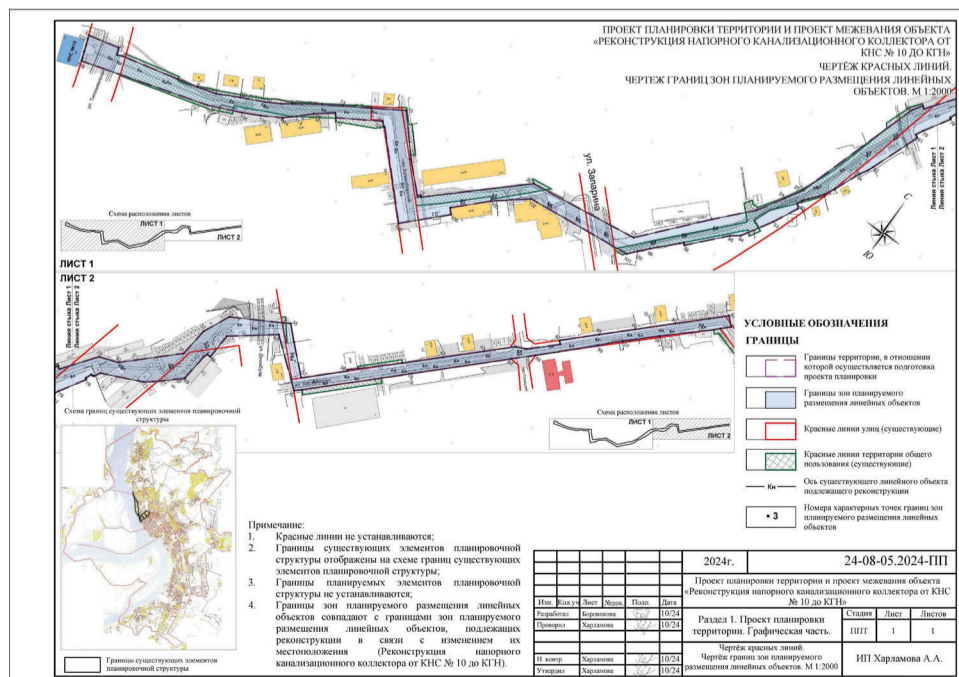 ПРОЕКТ ПЛАНИРОВКИ ТЕРРИТОРИИ И ПРОЕКТ МЕЖЕВАНИЯ ОБЪЕКТА
«РЕКОНСТРУКЦИЯ НАПОРНОГО КАНАЛИЗАЦИОННОГО КОЛЛЕКТОРА ОТ
КНС № 10 ДО КГН»
ЧЕРТЁЖ КРАСНЫХ ЛИНИЙ.
ЧЕРТЕЖ ГРАНИЦ ЗОН ПЛАНИРУЕМОГО РАЗМЕЩЕНИЯ ЛИНЕЙНЫХ
ОБЪЕКТОВ. М 1:2000
ул. Запарина
Линия стыка Лист 1
Линия стыка Лист 2
С
Ю
Схема расположения листов
ЛИСТ 1
ЛИСТ 2
ЛИСТ 1
ЛИСТ 2
Линия стыка Лист 1
Линия стыка Лист 2
Схема расположения листов
ЛИСТ 1
ЛИСТ 2
Схема границ существующих элементов планировочной
структуры
Границы существующих элементов
планировочной структуры
УСЛОВНЫЕ ОБОЗНАЧЕНИЯ
ГРАНИЦЫ
Границы территории, в отношении
которой осуществляется подготовка
проекта планировки
Границы зон планируемого
размещения линейных объектов
Красные линии улиц (существующие)
Красные линии территории общего
пользования (существующие)
Кн
Ось существующего линейного объекта
подлежащего реконструкции
• 3
Номера характерных точек границ зон
планируемого размещения линейных
объектов
Примечание:
1. Красные линии не устанавливаются;
2. Границы существующих элементов планировочной
структуры отображены на схеме границ существующих
элементов планировочной структуры;
3. Границы планируемых элементов планировочной
структуры не устанавливаются;
4. Границы зон планируемого размещения линейных
объектов совпадают с границами зон планируемого
размещения линейных объектов, подлежащих
реконструкции в связи с изменением их
местоположения (Реконструкция напорного
канализационного коллектора от КНС № 10 до КГН).
2024г. 24-08-05.2024-ПП
Проект планировки территории и проект межевания объекта
«Реконструкция напорного канализационного коллектора от КНС
№ 10 до КГН»
Изм. Кол.уч Лист №док. Подп. Дата
Разработал Боровкова 10/24
Проверил Харламова 10/24
Н. контр. Харламова 10/24
Утвердил Харламова 10/24
Раздел 1. Проект планировки
территории. Графическая часть.
Стадия Лист Листов
ППТ 1 1
Чертёж красных линий.
Чертёж границ зон планируемого
размещения линейных объектов. М 1:2000
ИП Харламова А.А.